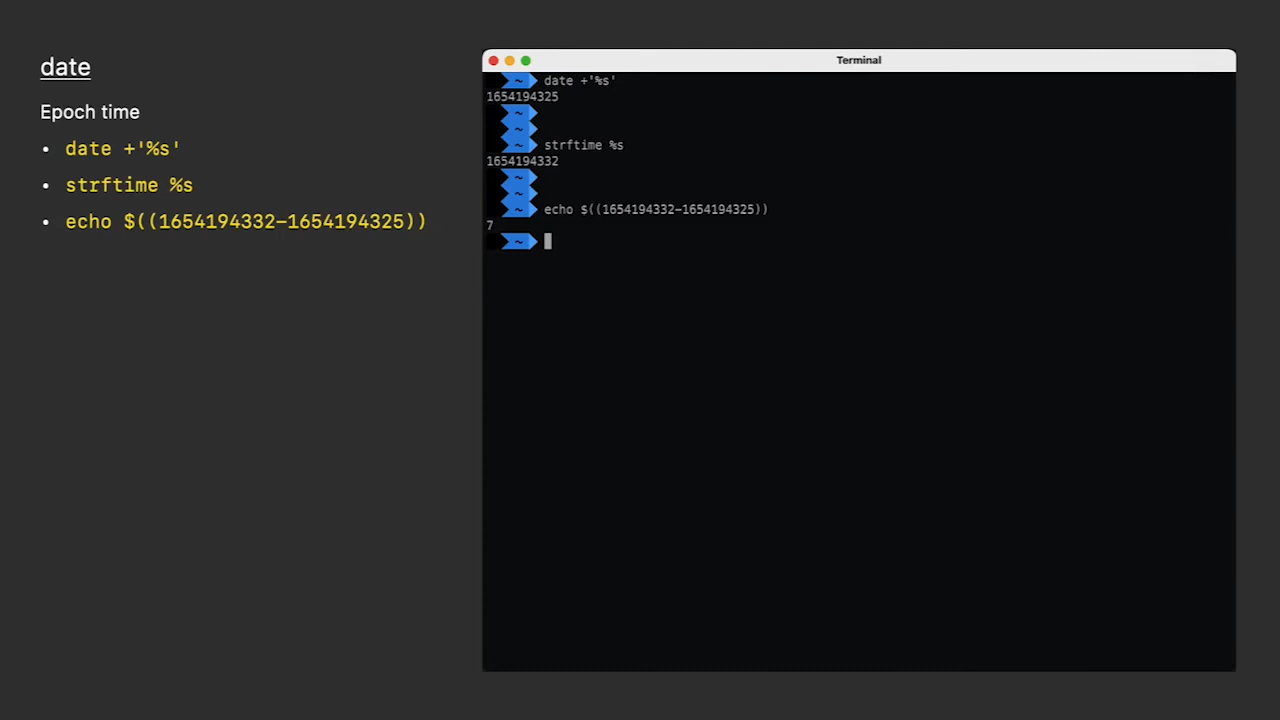 date
Epoch time
• date +'%s'
• strftime %s
• echo $((1654194332-1654194325))
Terminal
~ date +'%s'
1654194325
~
~
~ strftime %s
1654194332
~
~
~ echo $((1654194332-1654194325))
7
~